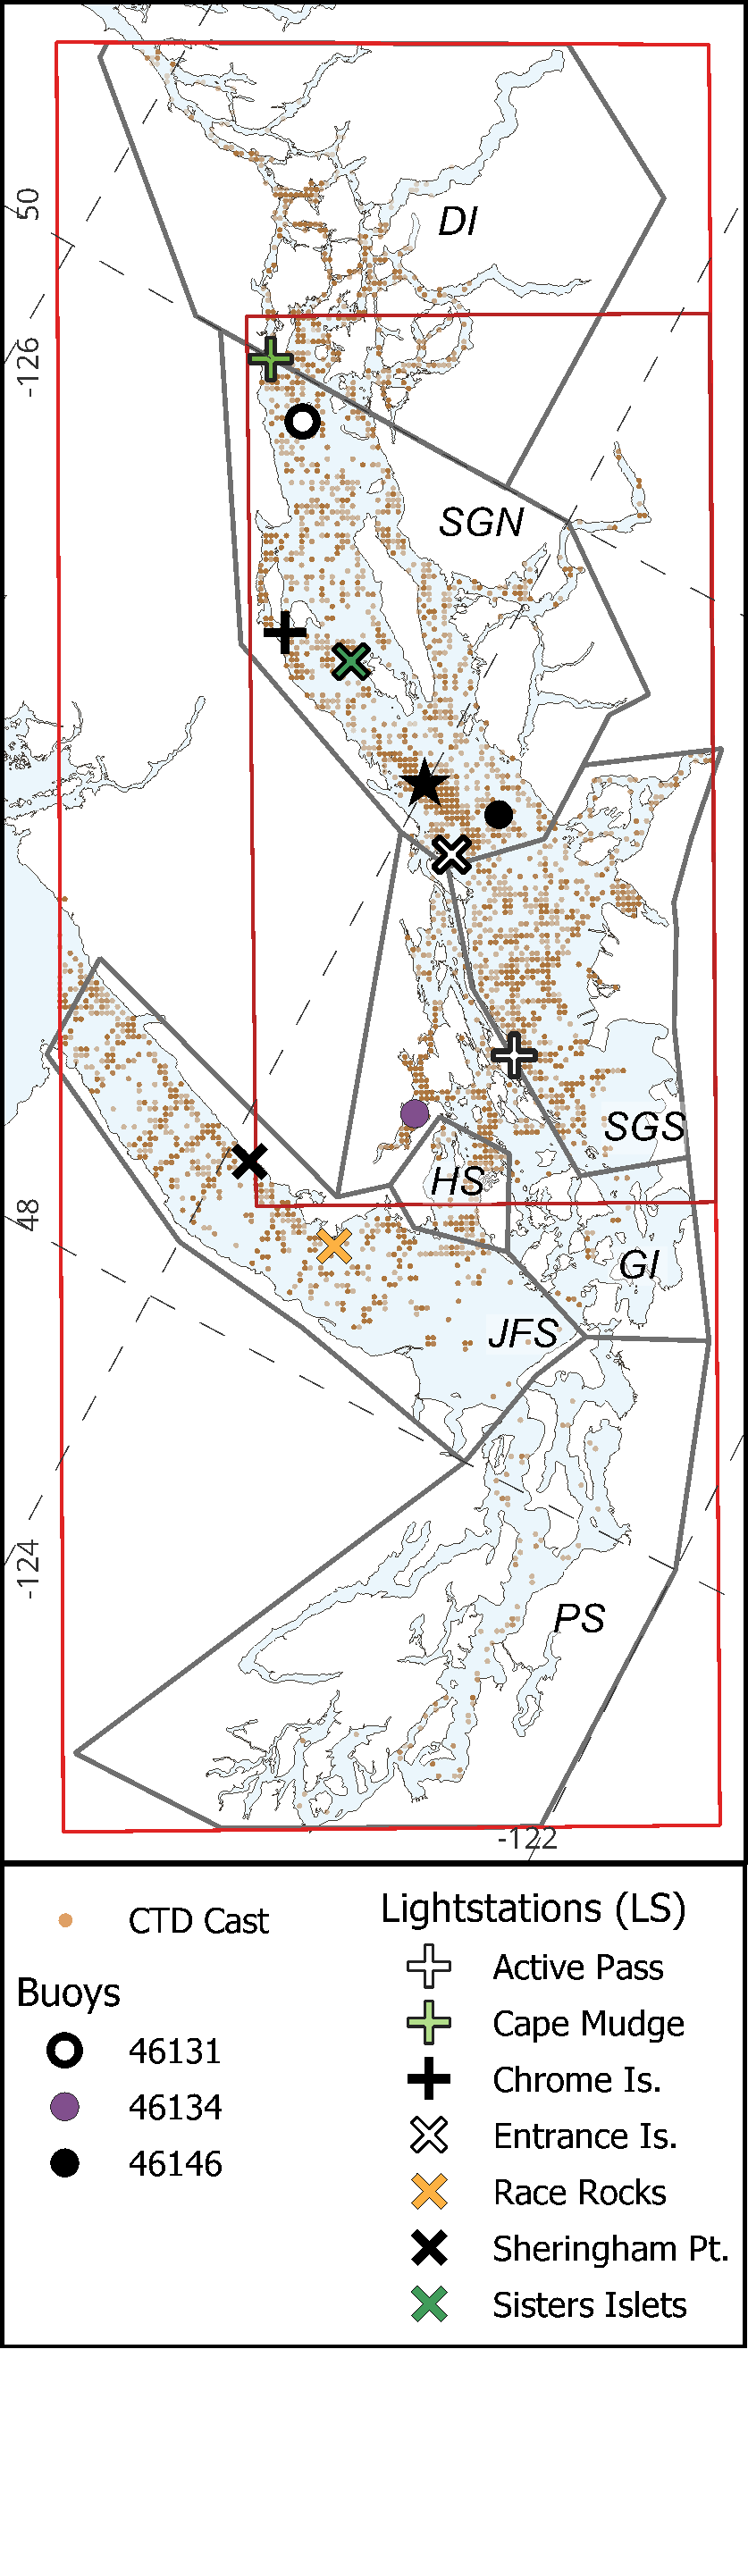 DI
50
-126
SGN
SGS
HS
48
GI
JFS
-124
PS
-122
CTD Cast
Buoys
46131
46134
46146
Lightstations (LS)
Active Pass
Cape Mudge
Chrome Is.
Entrance Is.
Race Rocks
Sheringham Pt.
Sisters Islets